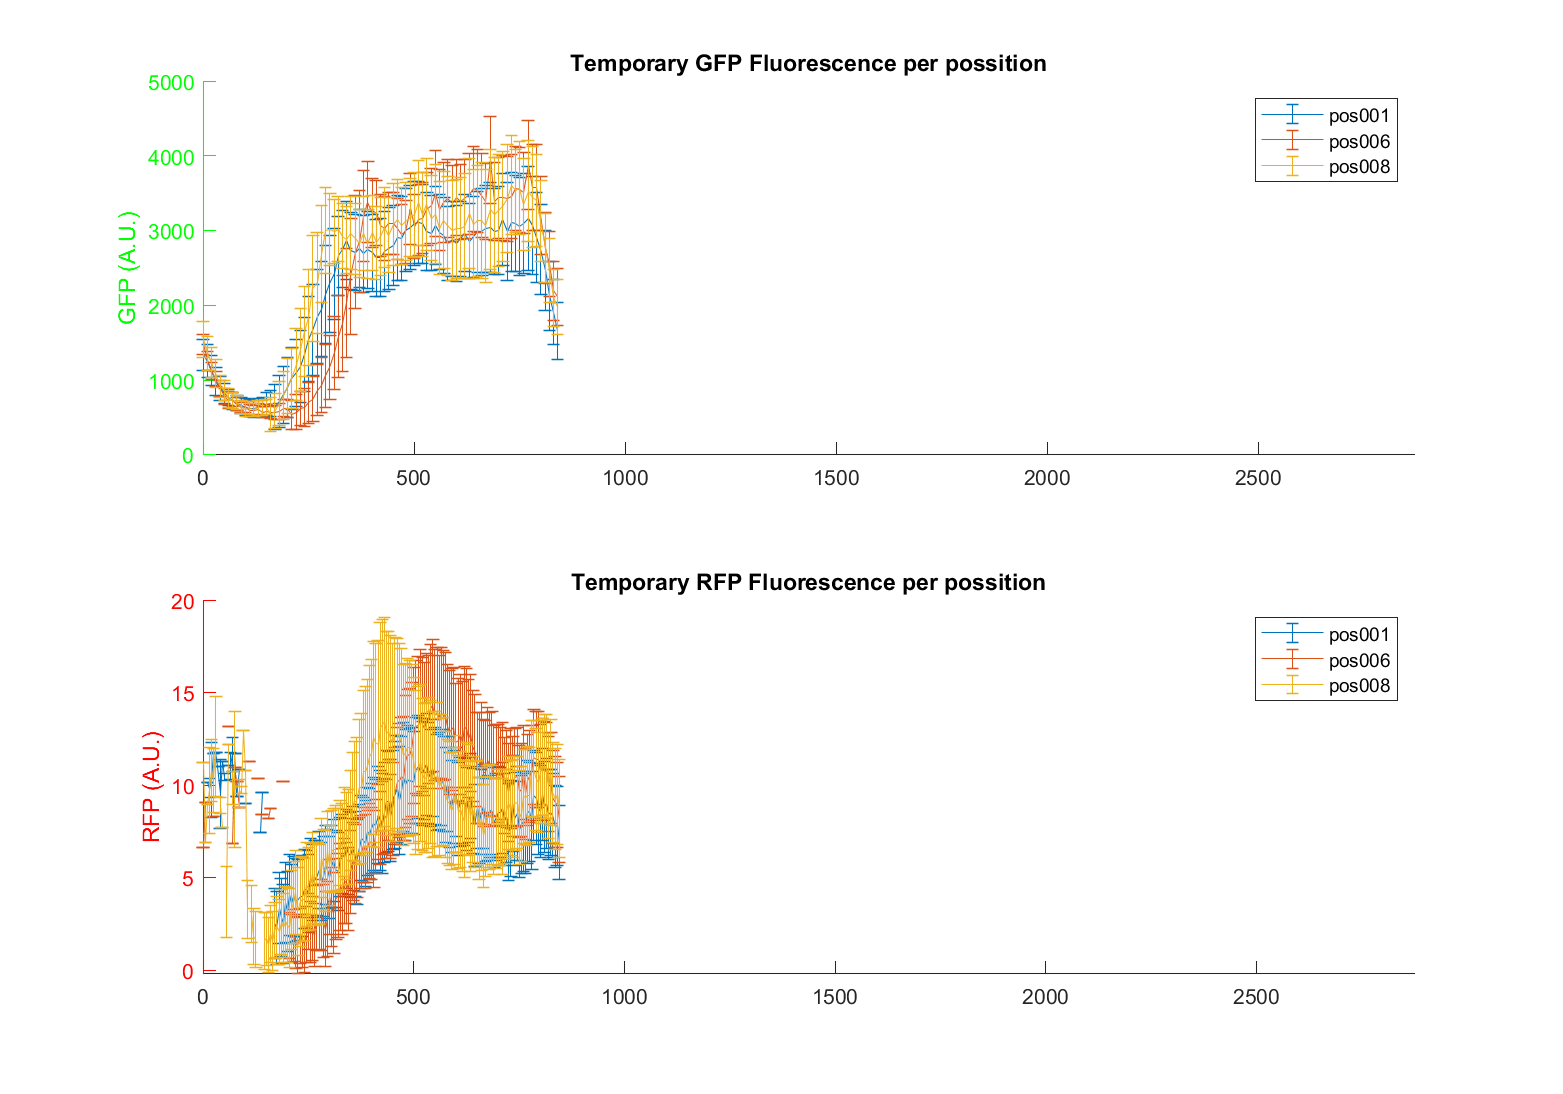 Temporary GFP Fluorescence per possition
5000
4000
3000
2000
1000
0
GFP (A.U.)
0 500 1000 1500 2000 2500
pos001
pos006
pos008
Temporary RFP Fluorescence per possition
20
15
10
5
0
RFP (A.U.)
0 500 1000 1500 2000 2500
pos001
pos006
pos008